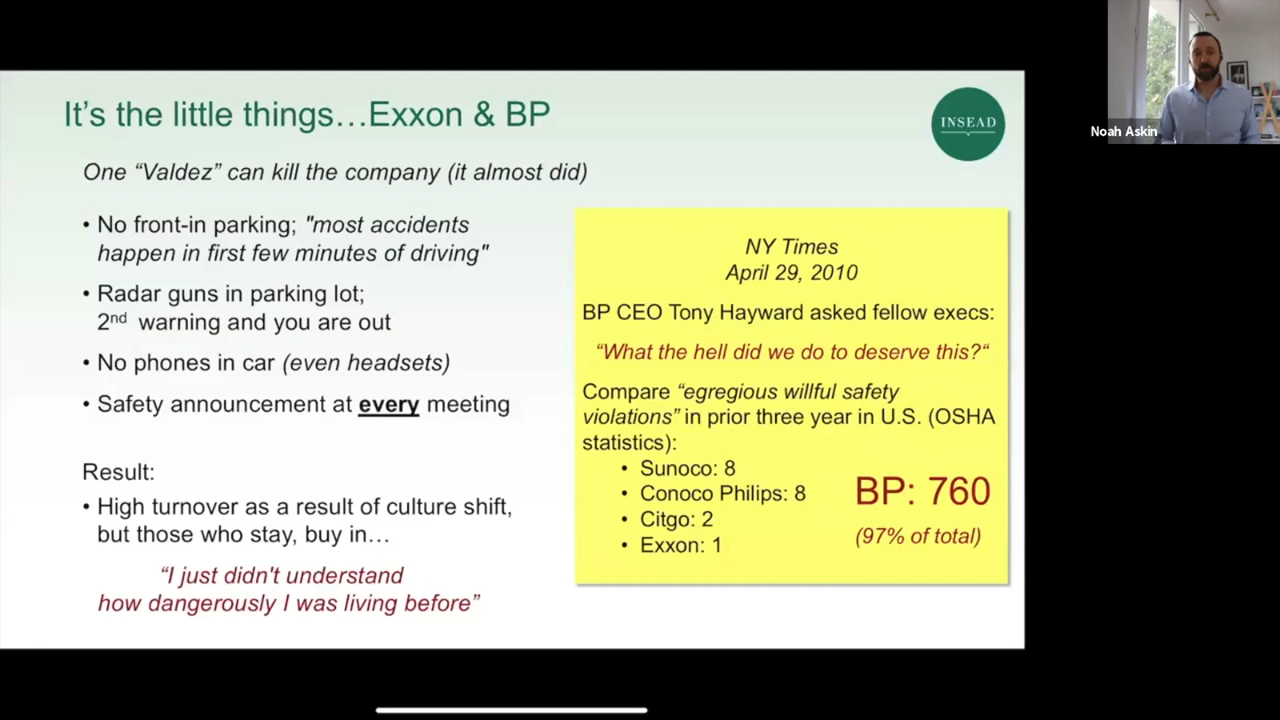 It's the little things…Exxon & BP
INSEAD
Noah Askin
One “Valdez” can kill the company (it almost did)
• No front-in parking; "most accidents
happen in first few minutes of driving"
• Radar guns in parking lot;
2nd warning and you are out
• No phones in car (even headsets)
• Safety announcement at every meeting
Result:
• High turnover as a result of culture shift,
but those who stay, buy in…
“I just didn't understand
how dangerously I was living before”
NY Times
April 29, 2010
BP CEO Tony Hayward asked fellow execs:
“What the hell did we do to deserve this?“
Compare “egregious willful safety
violations” in prior three year in U.S. (OSHA
statistics):
• Sunoco: 8
• Conoco Philips: 8
• Citgo: 2
• Exxon: 1
BP: 760
(97% of total)